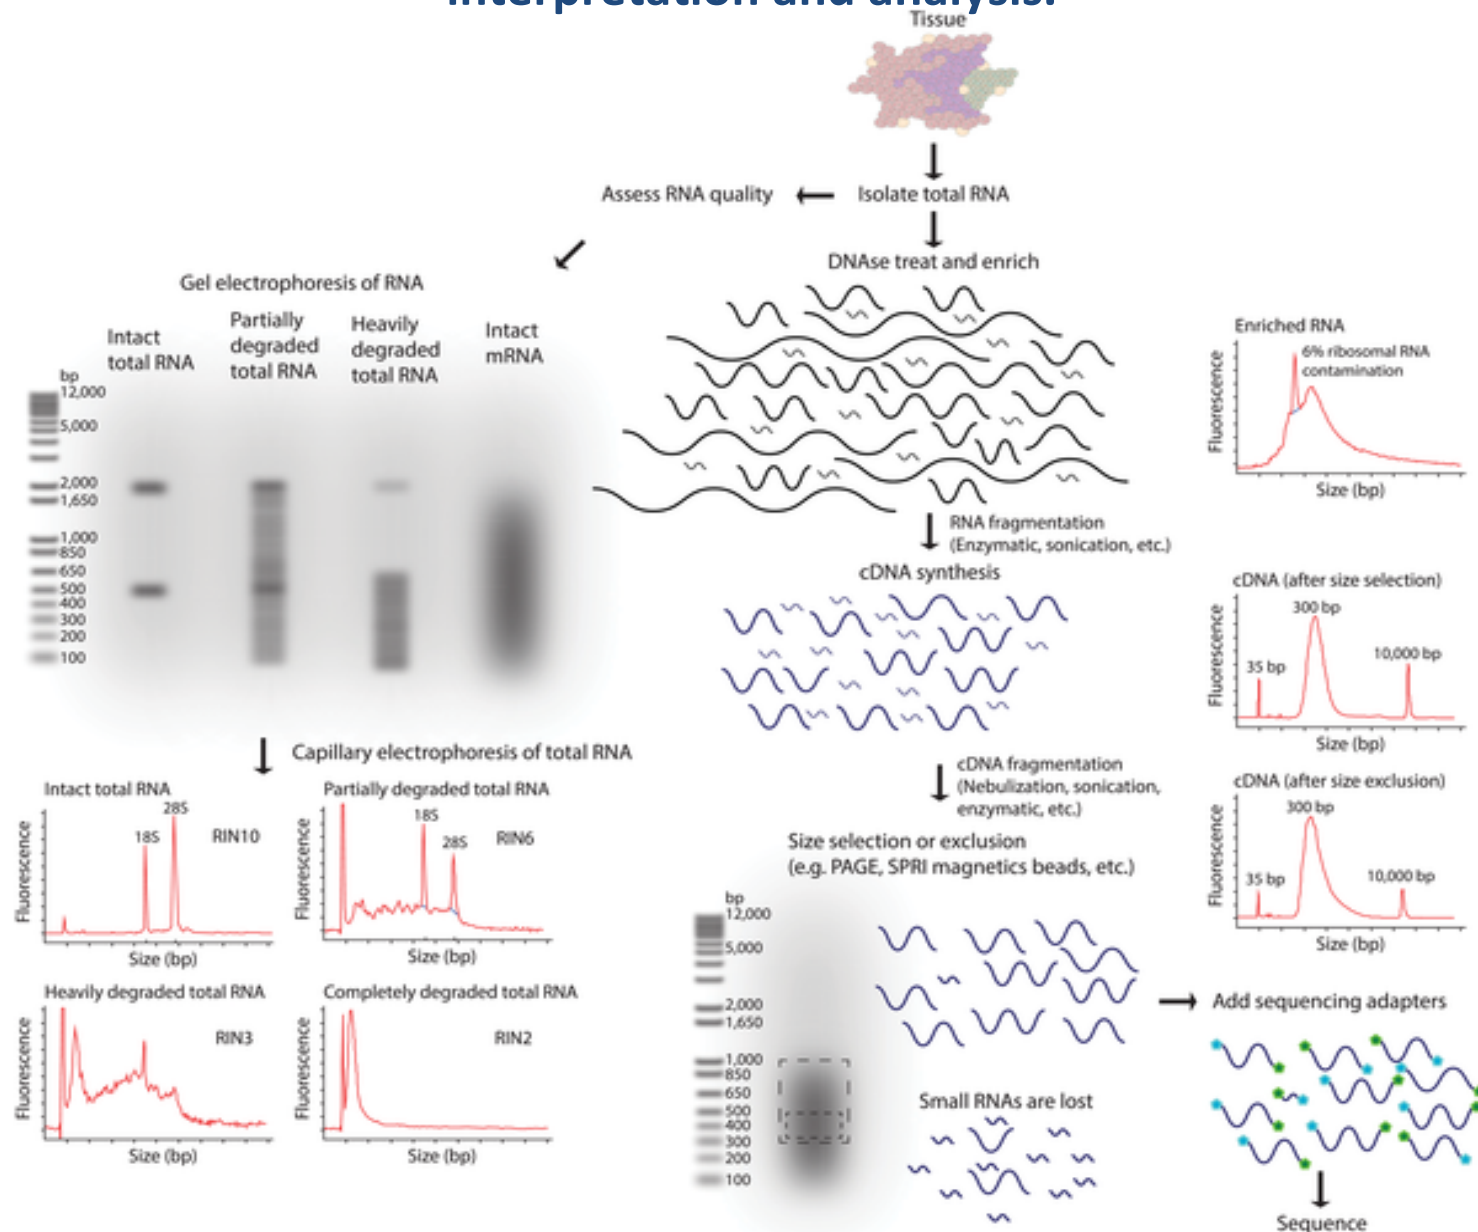 interpretation and analysis.
Tissue
Assess RNA quality
Isolate total RNA
DNAse treat and enrich
Gel electrophoresis of RNA
Intact
total RNA
Partially
degraded
total RNA
Heavily
degraded
total RNA
Intact
mRNA
bp
12,000
5,000
2,000
1,650
1,000
850
650
500
400
300
200
100
Enriched RNA
6% ribosomal RNA
contamination
Fluorescence
Size (bp)
RNA fragmentation
(Enzymatic, sonication, etc.)
cDNA synthesis
cDNA (after size selection)
300 bp
35 bp
10,000 bp
Fluorescence
Size (bp)
cDNA fragmentation
(Nebulization, sonication,
enzymatic, etc.)
cDNA (after size exclusion)
300 bp
35 bp
10,000 bp
Fluorescence
Size (bp)
Capillary electrophoresis of total RNA
Intact total RNA
28S
18S
RIN10
Fluorescence
Size (bp)
Partially degraded total RNA
18S
28S
RIN6
Fluorescence
Size (bp)
Heavily degraded total RNA
RIN3
Fluorescence
Size (bp)
Completely degraded total RNA
RIN2
Fluorescence
Size (bp)
Size selection or exclusion
(e.g. PAGE, SPRI magnetics beads, etc.)
bp
12,000
5,000
2,000
1,650
1,000
850
650
500
400
300
200
100
Small RNAs are lost
Add sequencing adapters
Sequence